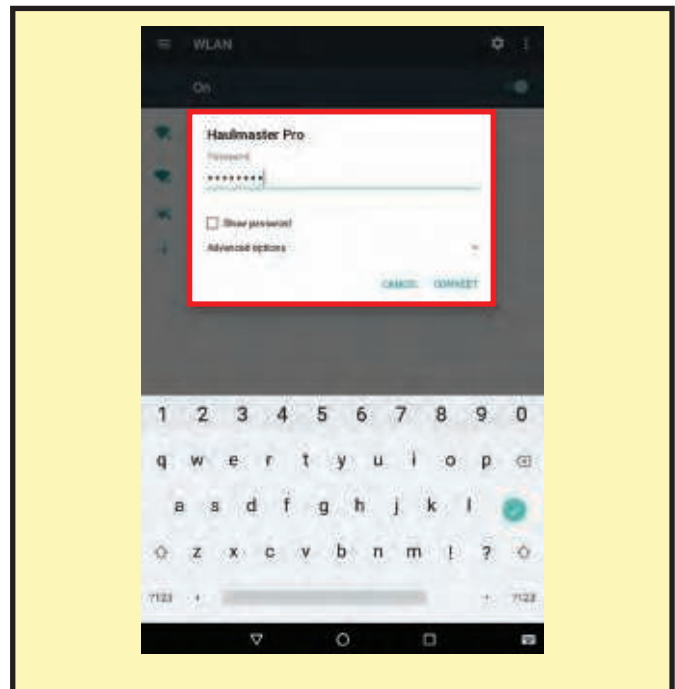 WLAN
On
Haulmaster Pro
Password
••••••••
Show password
Advanced options
CANCEL CONNECT
1 2 3 4 5 6 7 8 9 0
q w e r t y u i o p
a s d f g h j k l
z x c v b n m ! ?
?123 ?123